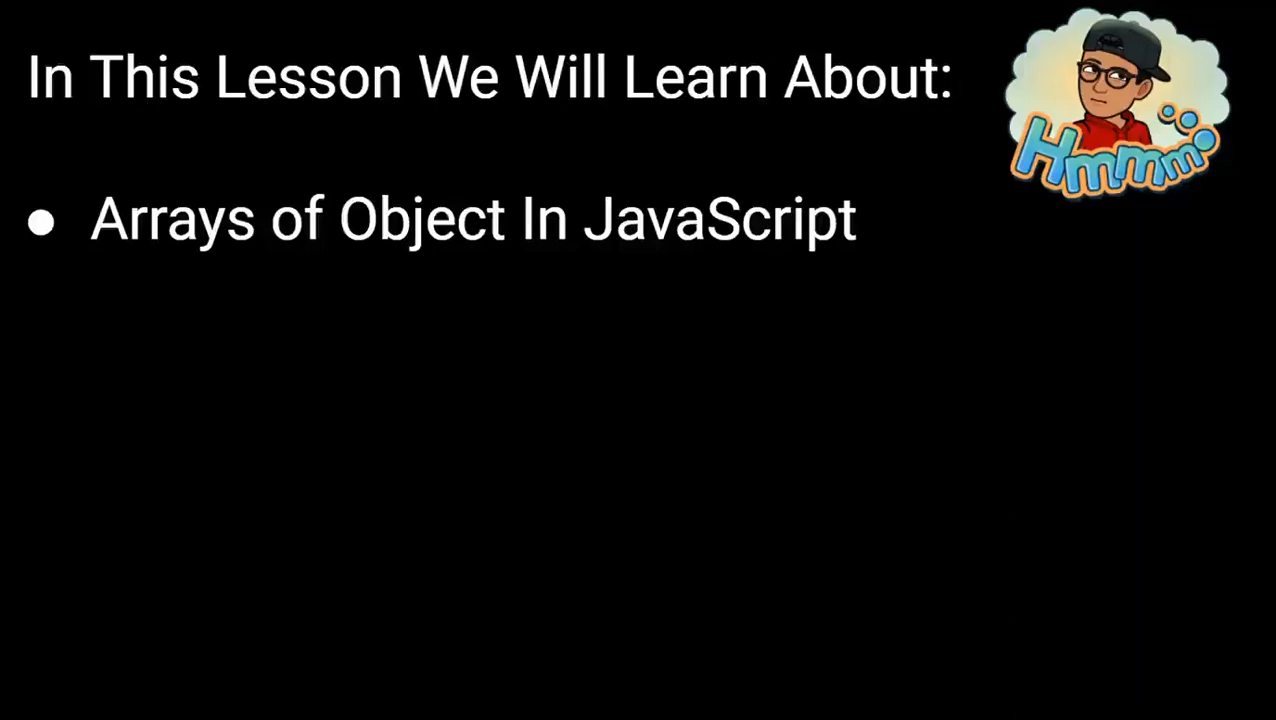 In This Lesson We Will Learn About:
Hmmm
● Arrays of Object In JavaScript